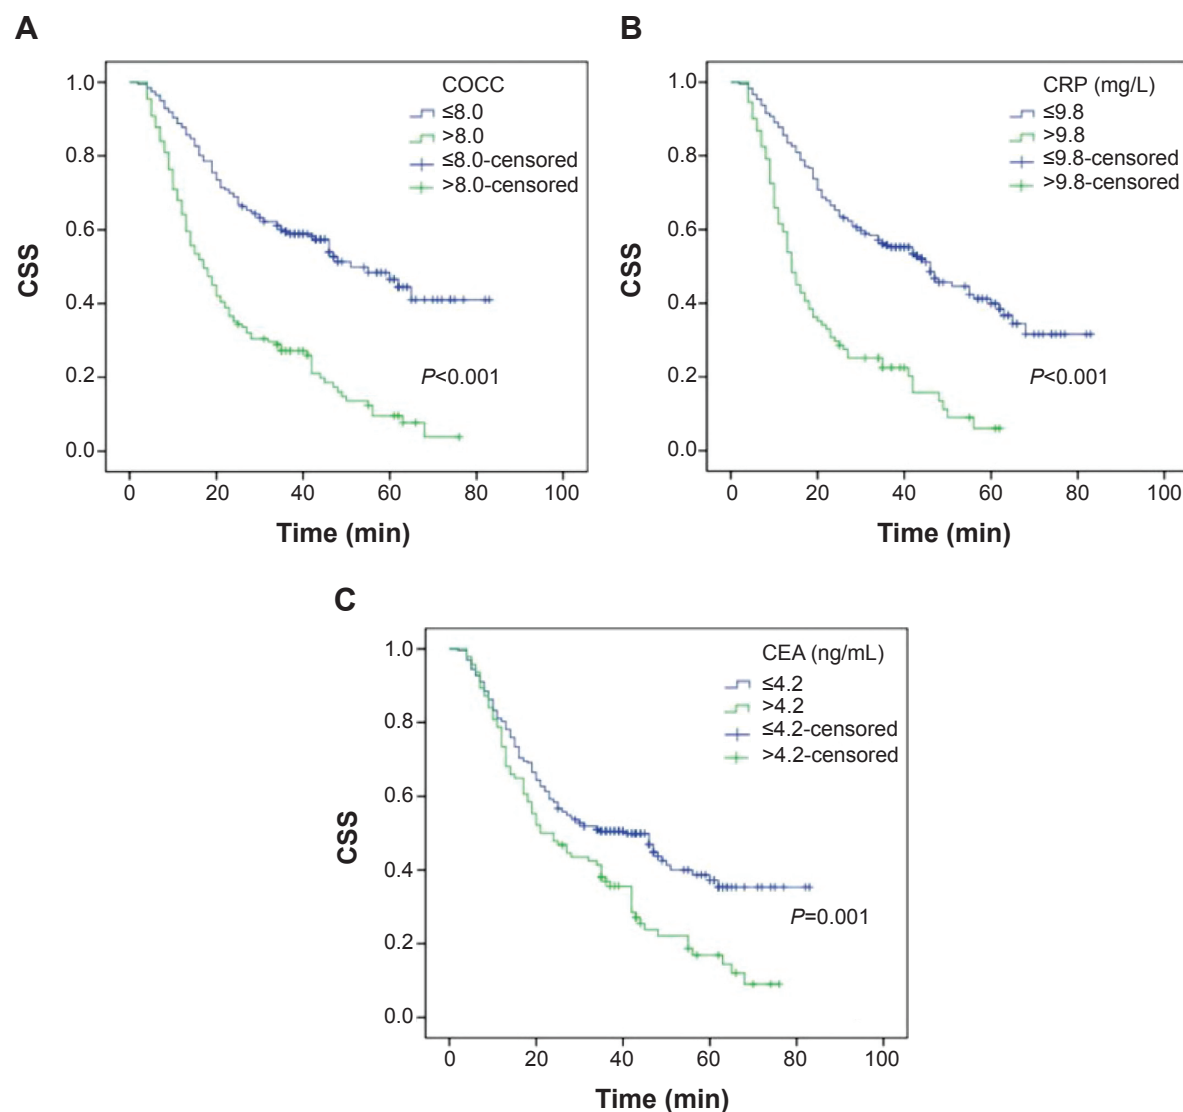 A
COCC
≤8.0
>8.0
≤8.0-censored
>8.0-censored
1.0
0.8
0.6
0.4
0.2
0.0
CSS
P<0.001
0 20 40 60 80 100
Time (min)
B
CRP (mg/L)
≤9.8
>9.8
≤9.8-censored
>9.8-censored
1.0
0.8
0.6
0.4
0.2
0.0
CSS
P<0.001
0 20 40 60 80 100
Time (min)
C
CEA (ng/mL)
≤4.2
>4.2
≤4.2-censored
>4.2-censored
1.0
0.8
0.6
0.4
0.2
0.0
CSS
P=0.001
0 20 40 60 80 100
Time (min)